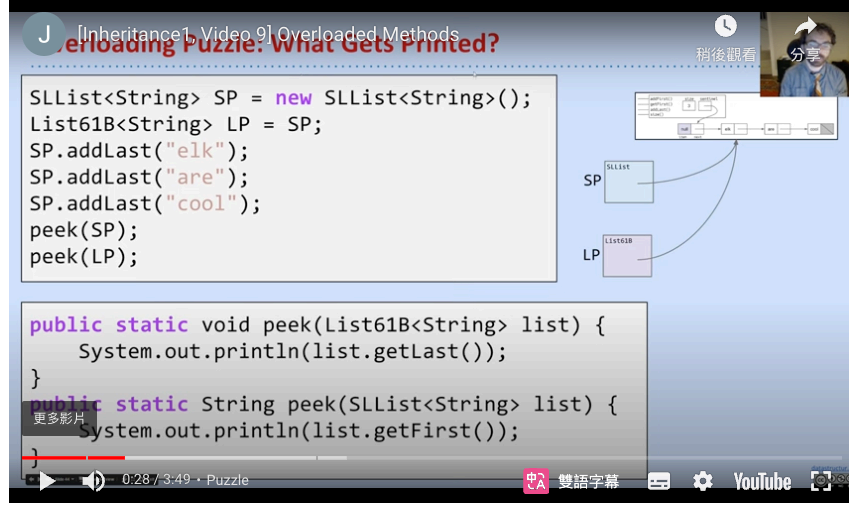 J
[Inheritance1, Video 9] Overloaded Methods
Overloading Puzzle: What Gets Printed?
稍後觀看
分享
SLList<String> SP = new SLList<String>();
List61B<String> LP = SP;
SP.addLast("elk");
SP.addLast("are");
SP.addLast("cool");
peek(SP);
peek(LP);
SP
SLList
LP
List61B
public static void peek(List61B<String> list) {
System.out.println(list.getLast());
}
public static String peek(SLList<String> list) {
System.out.println(list.getFirst());
}
更多影片
0:28 / 3:49 • Puzzle
雙語字幕
YouTube